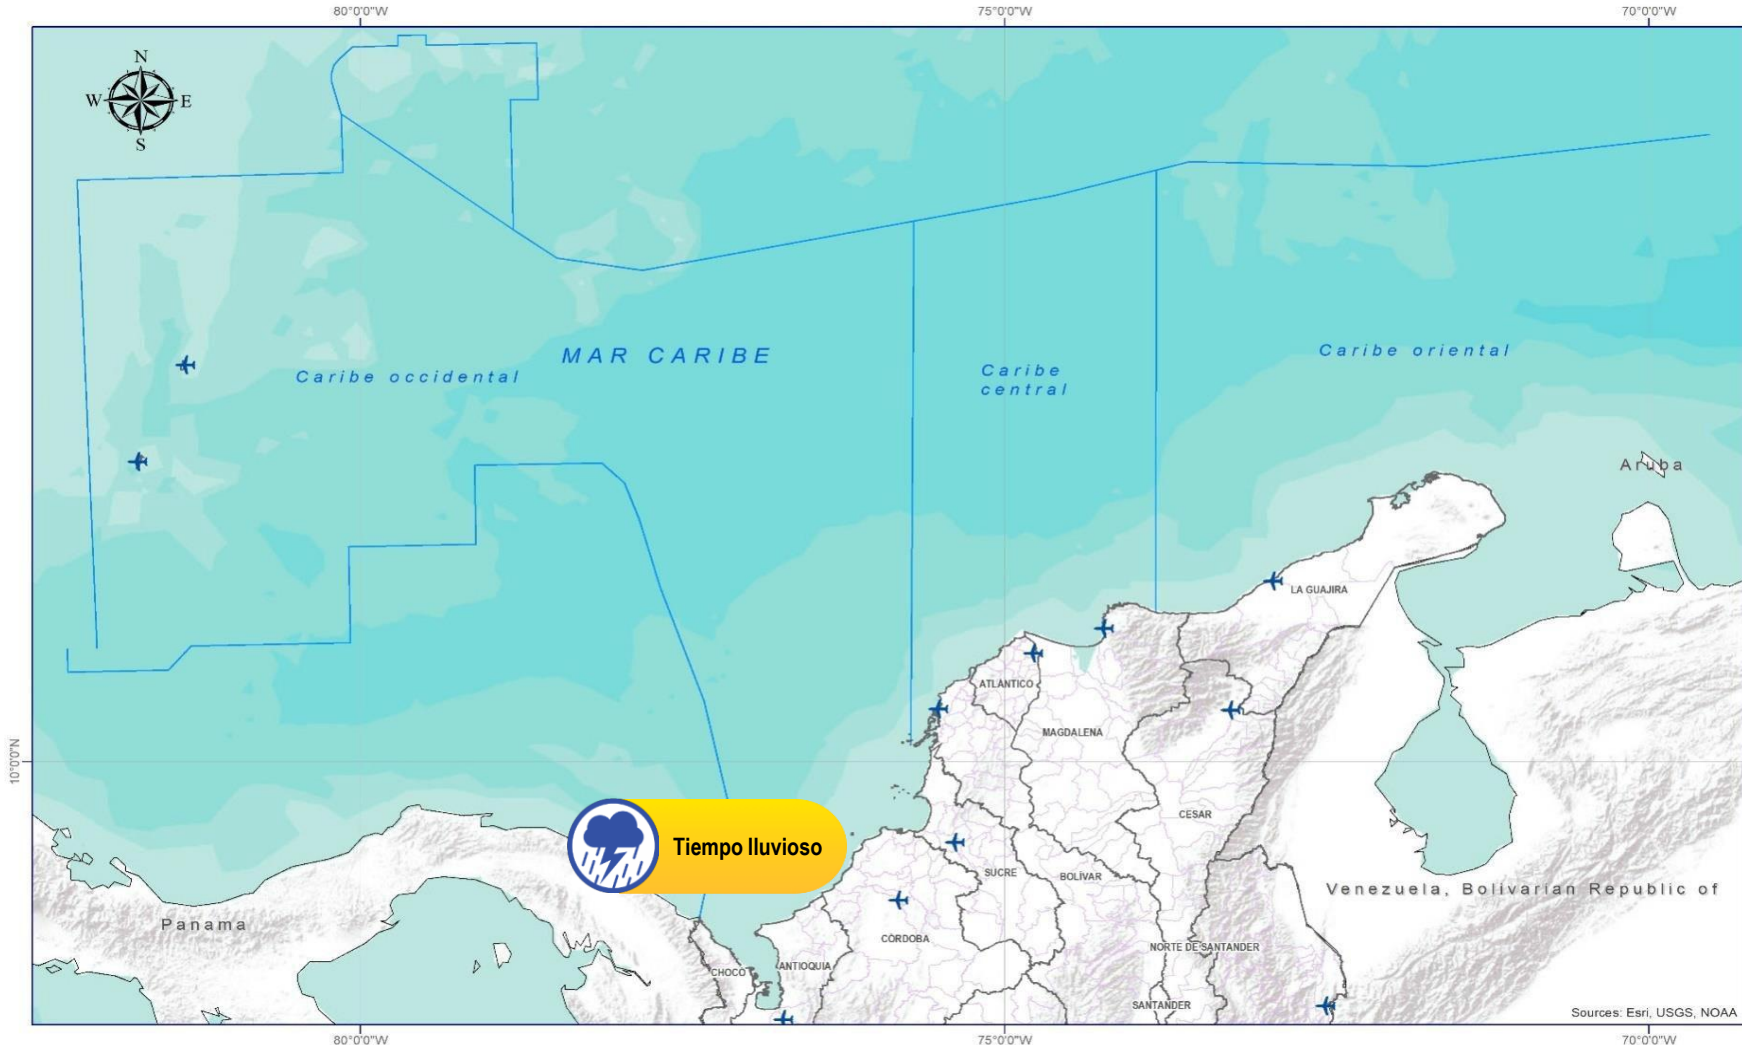 80°0'0"W
75°0'0"W
70°0'0"W
N
W
E
S
MAR CARIBE
Caribe occidental
Caribe
central
Caribe oriental
Aruba
LA GUAJIRA
ATLÁNTICO
MAGDALENA
10°0'0"N
CESAR
Tiempo lluvioso
SUCRE
BOLÍVAR
Venezuela, Bolivarian Republic of
Panama
CÓRDOBA
NORTE DE SANTANDER
CHOCÓ
ANTIOQUIA
SANTANDER
Sources: Esri, USGS, NOAA
80°0'0"W
75°0'0"W
70°0'0"W